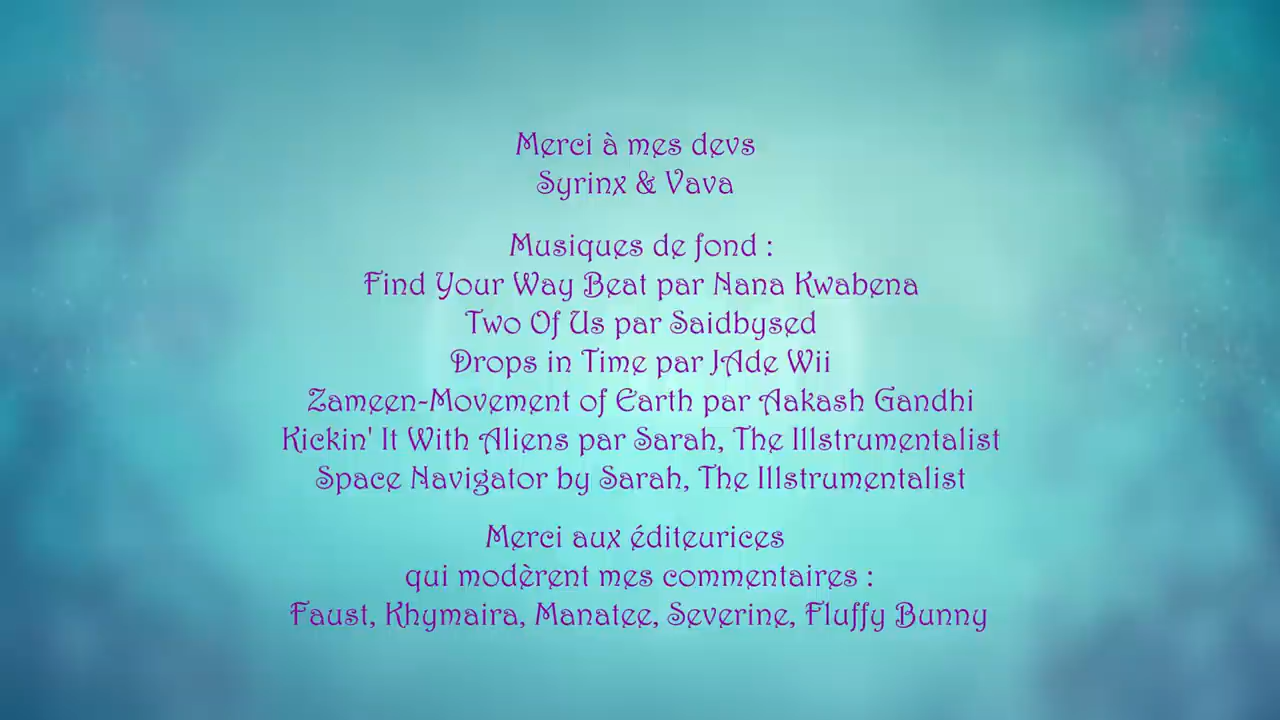 Merci à mes devs
Syrinx & Vava
Musiques de fond :
Find Your Way Beat par Nana Kwabena
Two Of Us par Saidbysed
Drops in Time par JAde Wii
Zameen-Movement of Earth par Aakash Gandhi
Kickin' It With Aliens par Sarah, The Illstrumentalist
Space Navigator by Sarah, The Illstrumentalist
Merci aux éditeurices
qui modèrent mes commentaires :
Faust, Khymaira, Manatee, Severine, Fluffy Bunny